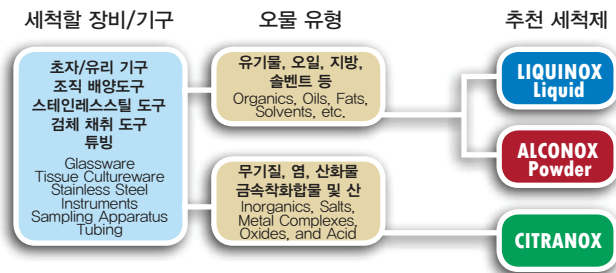 세척할 장비/기구
오물 유형
추천 세척제
초자/유리 기구
조직 배양도구
스테인레스스틸 도구
검체 채취 도구
튜빙
Glassware
Tissue Cultureware
Stainless Steel
Instruments
Sampling Apparatus
Tubing
유기물, 오일, 지방,
솔벤트 등
Organics, Oils, Fats,
Solvents, etc.
무기질, 염, 산화물
금속착화합물 및 산
Inorganics, Salts,
Metal Complexes,
Oxides, and Acid
LIQUINOX
Liquid
ALCONOX
Powder
CITRANOX